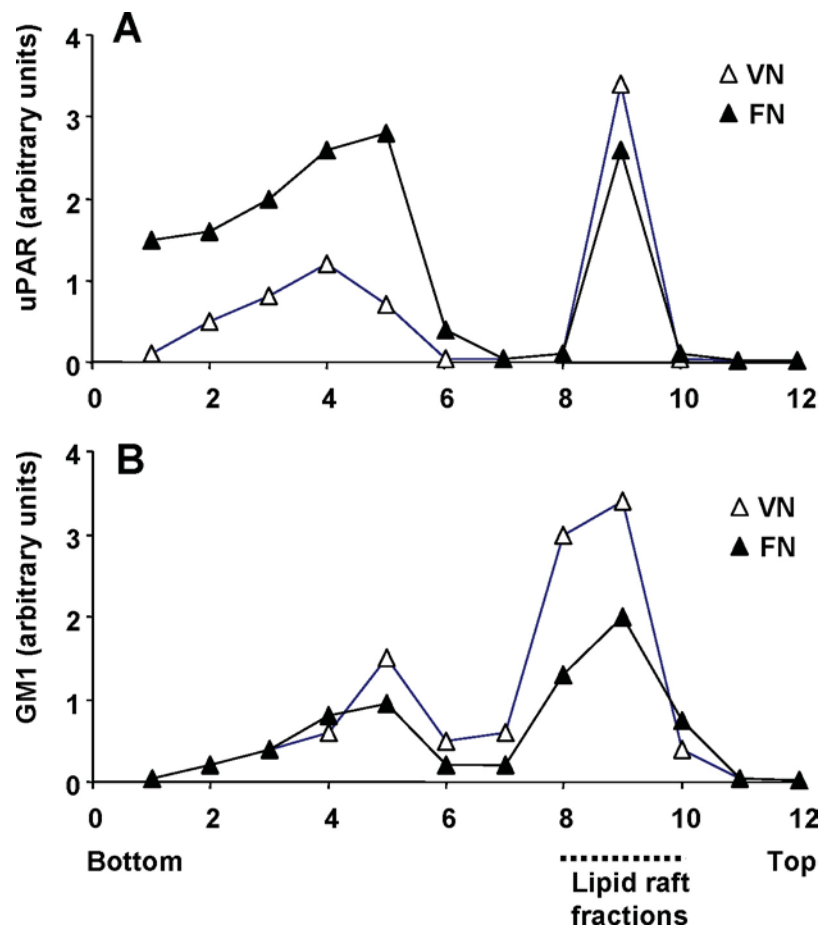 A
uPAR (arbitrary units)
4
3
2
1
0
VN
FN
0 2 4 6 8 10 12
B
GM1 (arbitrary units)
4
3
2
1
0
VN
FN
0 2 4 6 8 10 12
Bottom Top
Lipid raft
fractions